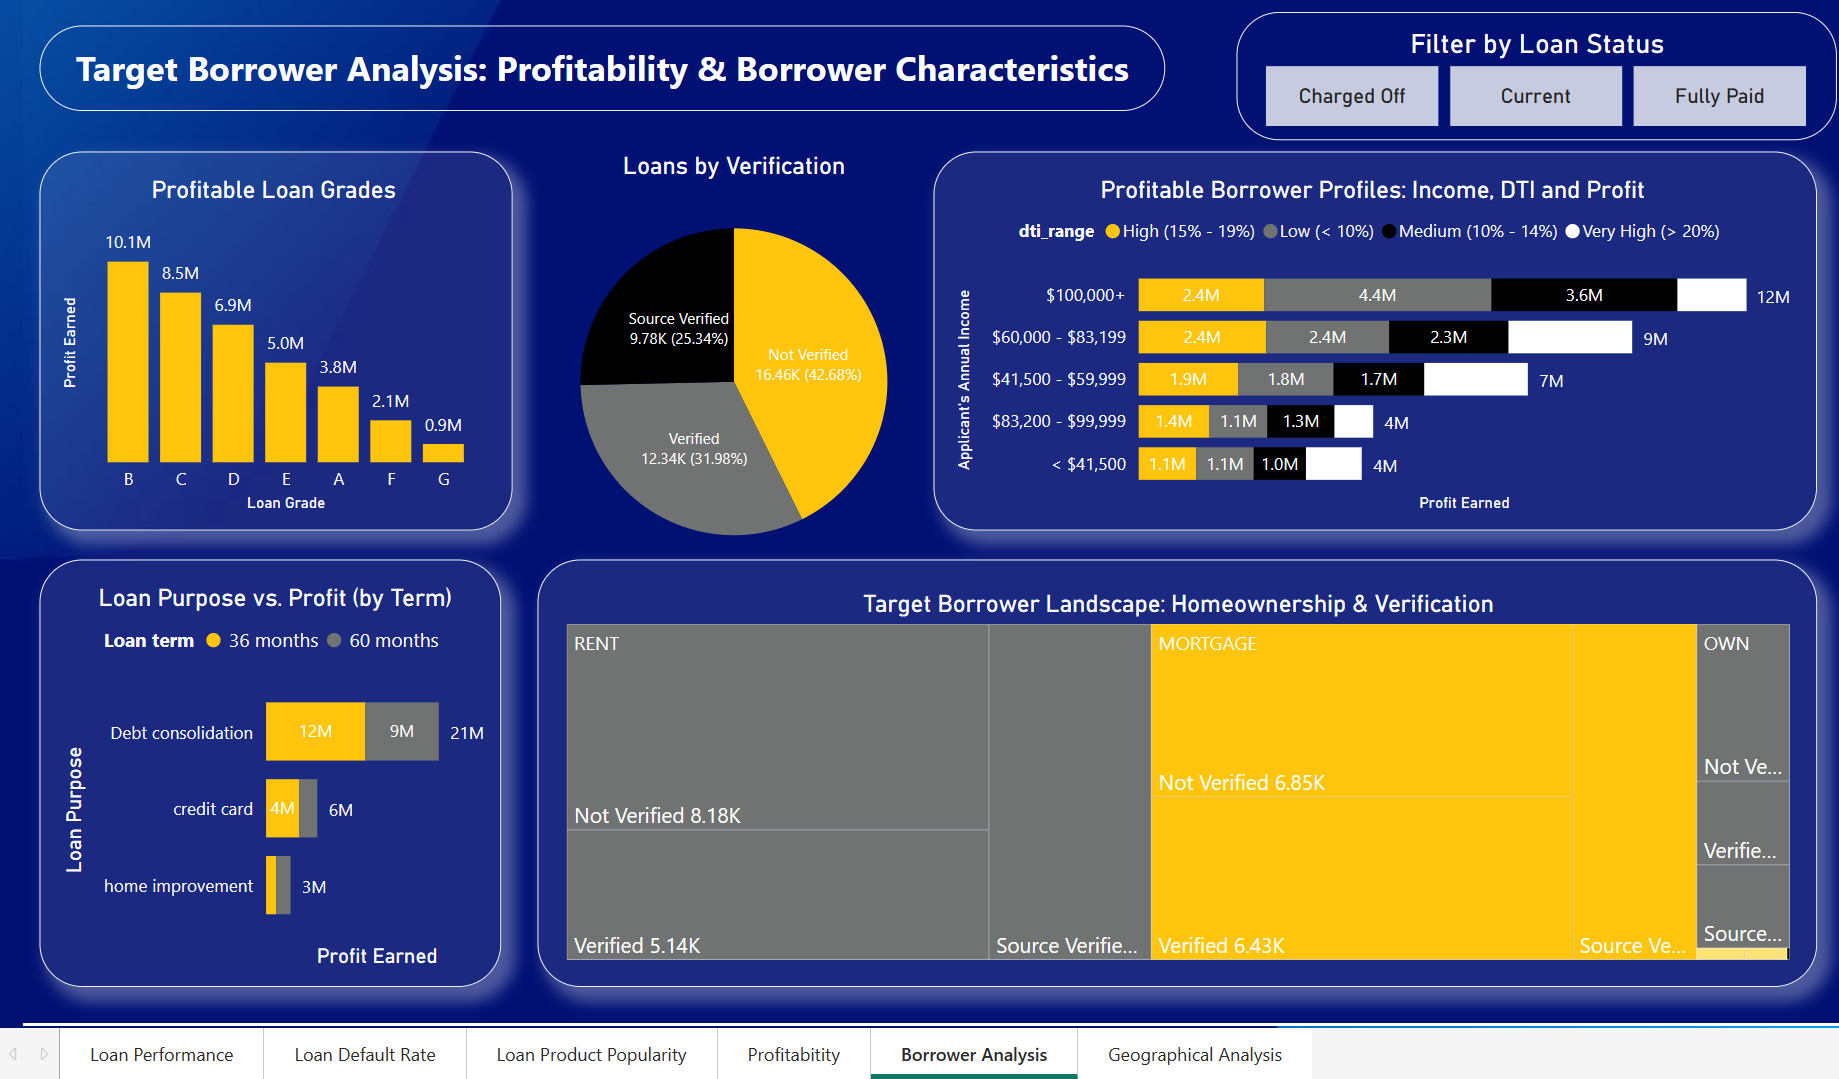 Target Borrower Analysis: Profitability & Borrower Characteristics
Filter by Loan Status
Charged Off
Current
Fully Paid
Profitable Loan Grades
Profit Earned
10.1M
8.5M
6.9M
5.0M
3.8M
2.1M
0.9M
B
C
D
E
A
F
G
Loan Grade
Loans by Verification
Source Verified
9.78K (25.34%)
Not Verified
16.46K (42.68%)
Verified
12.34K (31.98%)
Profitable Borrower Profiles: Income, DTI and Profit
dti_range High (15% - 19%) Low (< 10%) Medium (10% - 14%) Very High (> 20%)
Applicant's Annual Income
$100,000+ 2.4M 4.4M 3.6M 12M
$60,000 - $83,199 2.4M 2.4M 2.3M 9M
$41,500 - $59,999 1.9M 1.8M 1.7M 7M
$83,200 - $99,999 1.4M 1.1M 1.3M 4M
< $41,500 1.1M 1.1M 1.0M 4M
Profit Earned
Loan Purpose vs. Profit (by Term)
Loan term 36 months 60 months
Loan Purpose
Debt consolidation 12M 9M 21M
credit card 4M 6M
home improvement 3M
Profit Earned
Target Borrower Landscape: Homeownership & Verification
RENT
Not Verified 8.18K
Verified 5.14K
Source Verifie...
MORTGAGE
Not Verified 6.85K
Verified 6.43K
Source Ve...
OWN
Not Ve...
Verifie...
Source...
Loan Performance
Loan Default Rate
Loan Product Popularity
Profitabitity
Borrower Analysis
Geographical Analysis